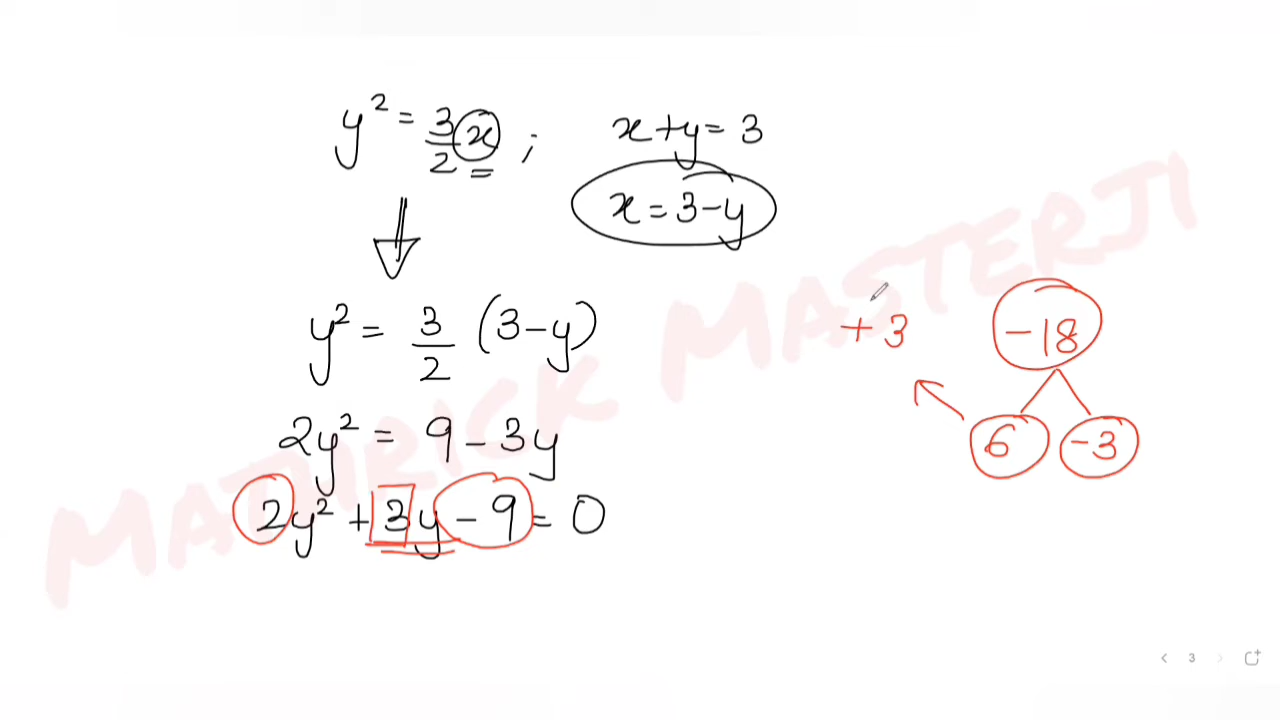 y² = 3/2 x ; x + y = 3
x = 3 - y
y² = 3/2 (3 - y)
2y² = 9 - 3y
2y² + 3y - 9 = 0
+3 -18
6 -3
MATHRICK MASTERJI
3